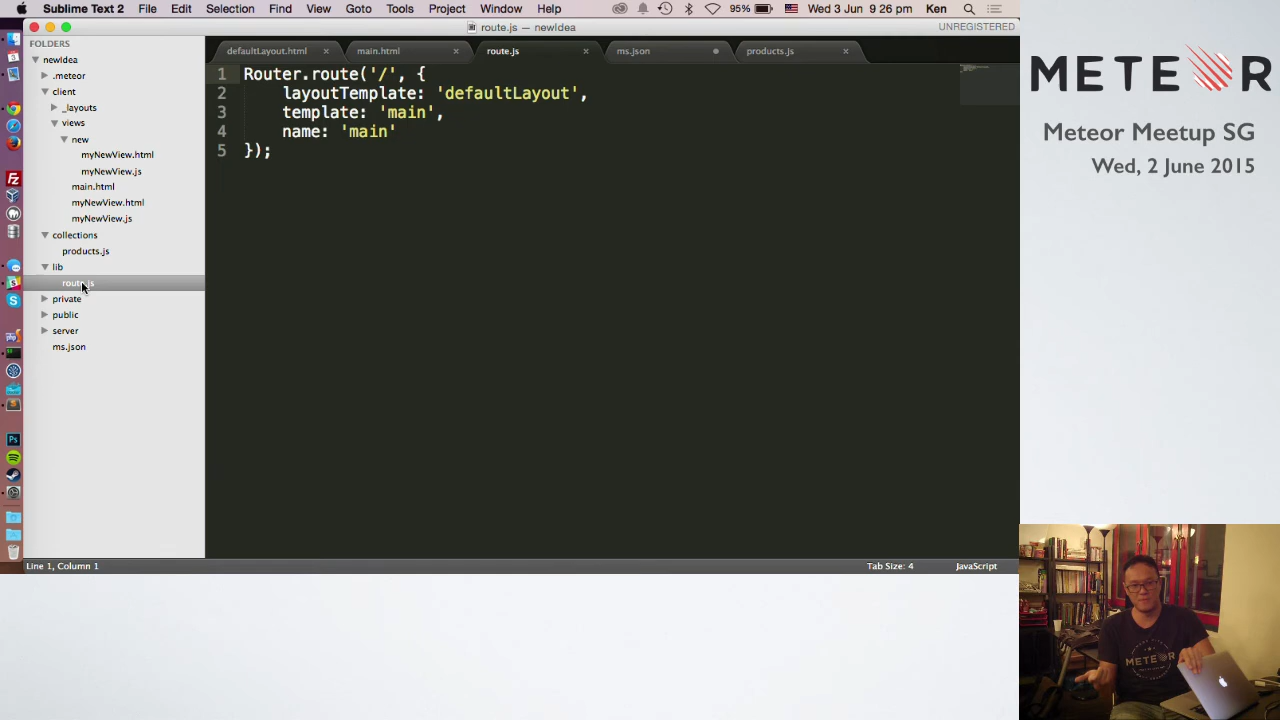 Sublime Text 2 File Edit Selection Find View Goto Tools Project Window Help 95% Wed 3 Jun 9:26 pm Ken
route.js — newIdea UNREGISTERED
FOLDERS
newIdea
.meteor
client
_layouts
views
new
myNewView.html
myNewView.js
main.html
myNewView.html
myNewView.js
collections
products.js
lib
route.js
private
public
server
ms.json
defaultLayout.html × main.html × route.js × ms.json products.js ×
1 Router.route('/', {
2 layoutTemplate: 'defaultLayout',
3 template: 'main',
4 name: 'main'
5 });
Line 1, Column 1 Tab Size: 4 JavaScript
METEOR
Meteor Meetup SG
Wed, 2 June 2015
METEOR